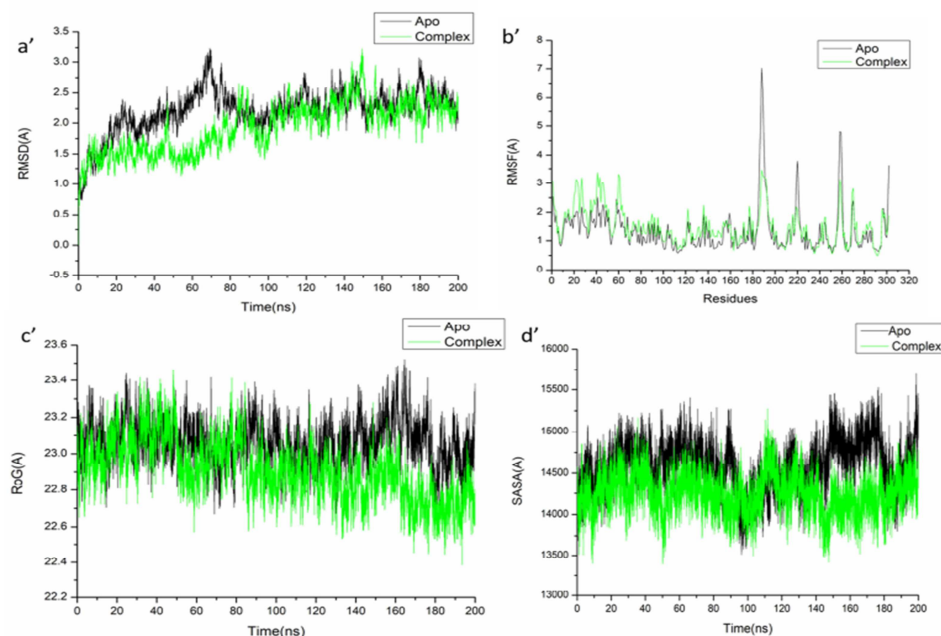 a’
Apo
Complex
3.5
3.0
2.5
2.0
1.5
1.0
0.5
0.0
-0.5
RMSD(A)
0 20 40 60 80 100 120 140 160 180 200
Time(ns)
b’
Apo
Complex
8
7
6
5
4
3
2
1
0
RMSF(A)
0 20 40 60 80 100 120 140 160 180 200 220 240 260 280 300 320
Residues
c’
Apo
Complex
23.6
23.4
23.2
23.0
22.8
22.6
22.4
22.2
RoG(A)
0 20 40 60 80 100 120 140 160 180 200
Time(ns)
d’
Apo
Complex
16000
15500
15000
14500
14000
13500
13000
SASA(A)
0 20 40 60 80 100 120 140 160 180 200
Time(ns)